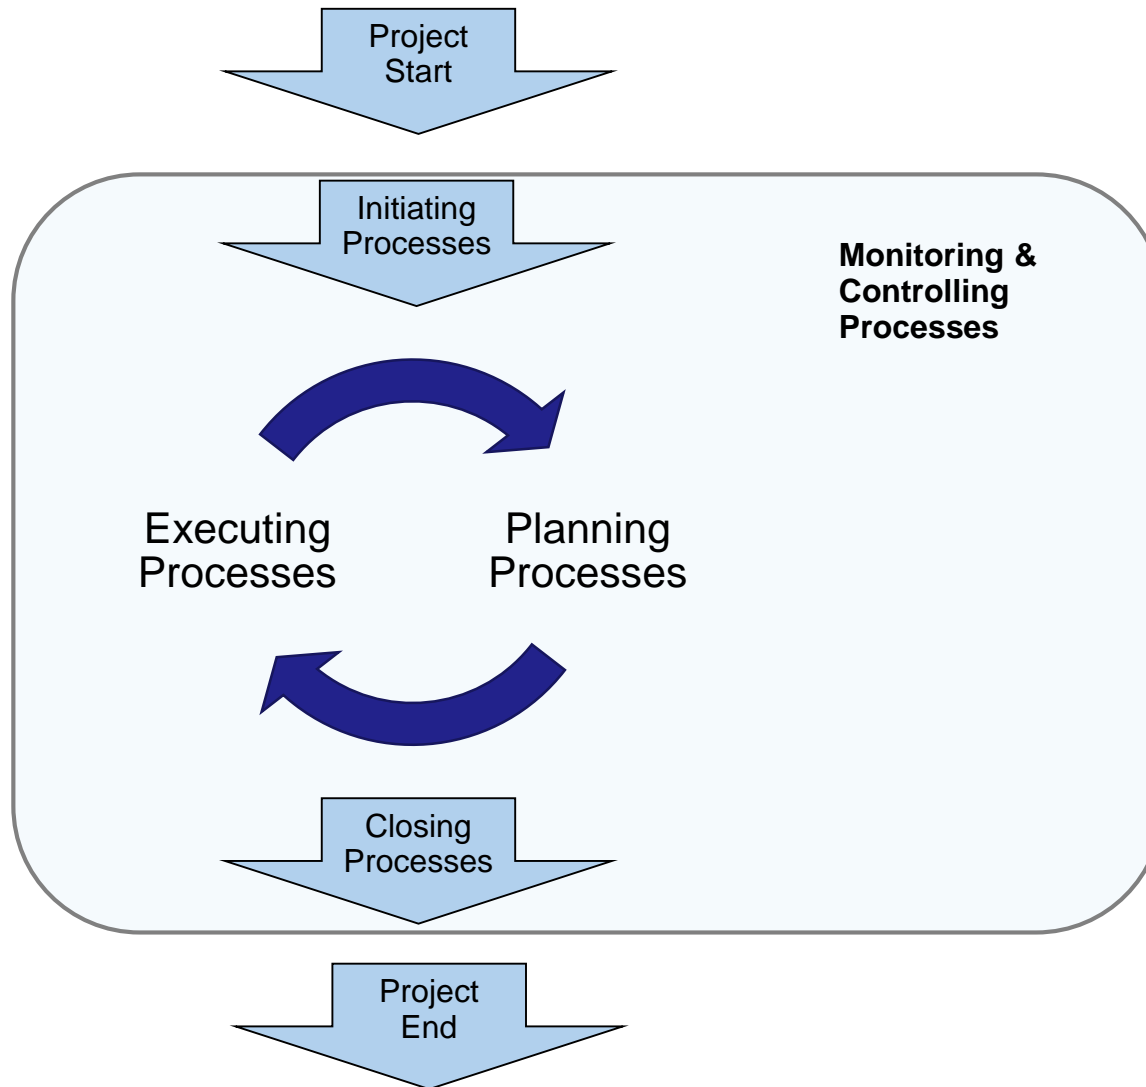 Project
Start
Initiating
Processes
Monitoring &
Controlling
Processes
Executing
Processes
Planning
Processes
Closing
Processes
Project
End